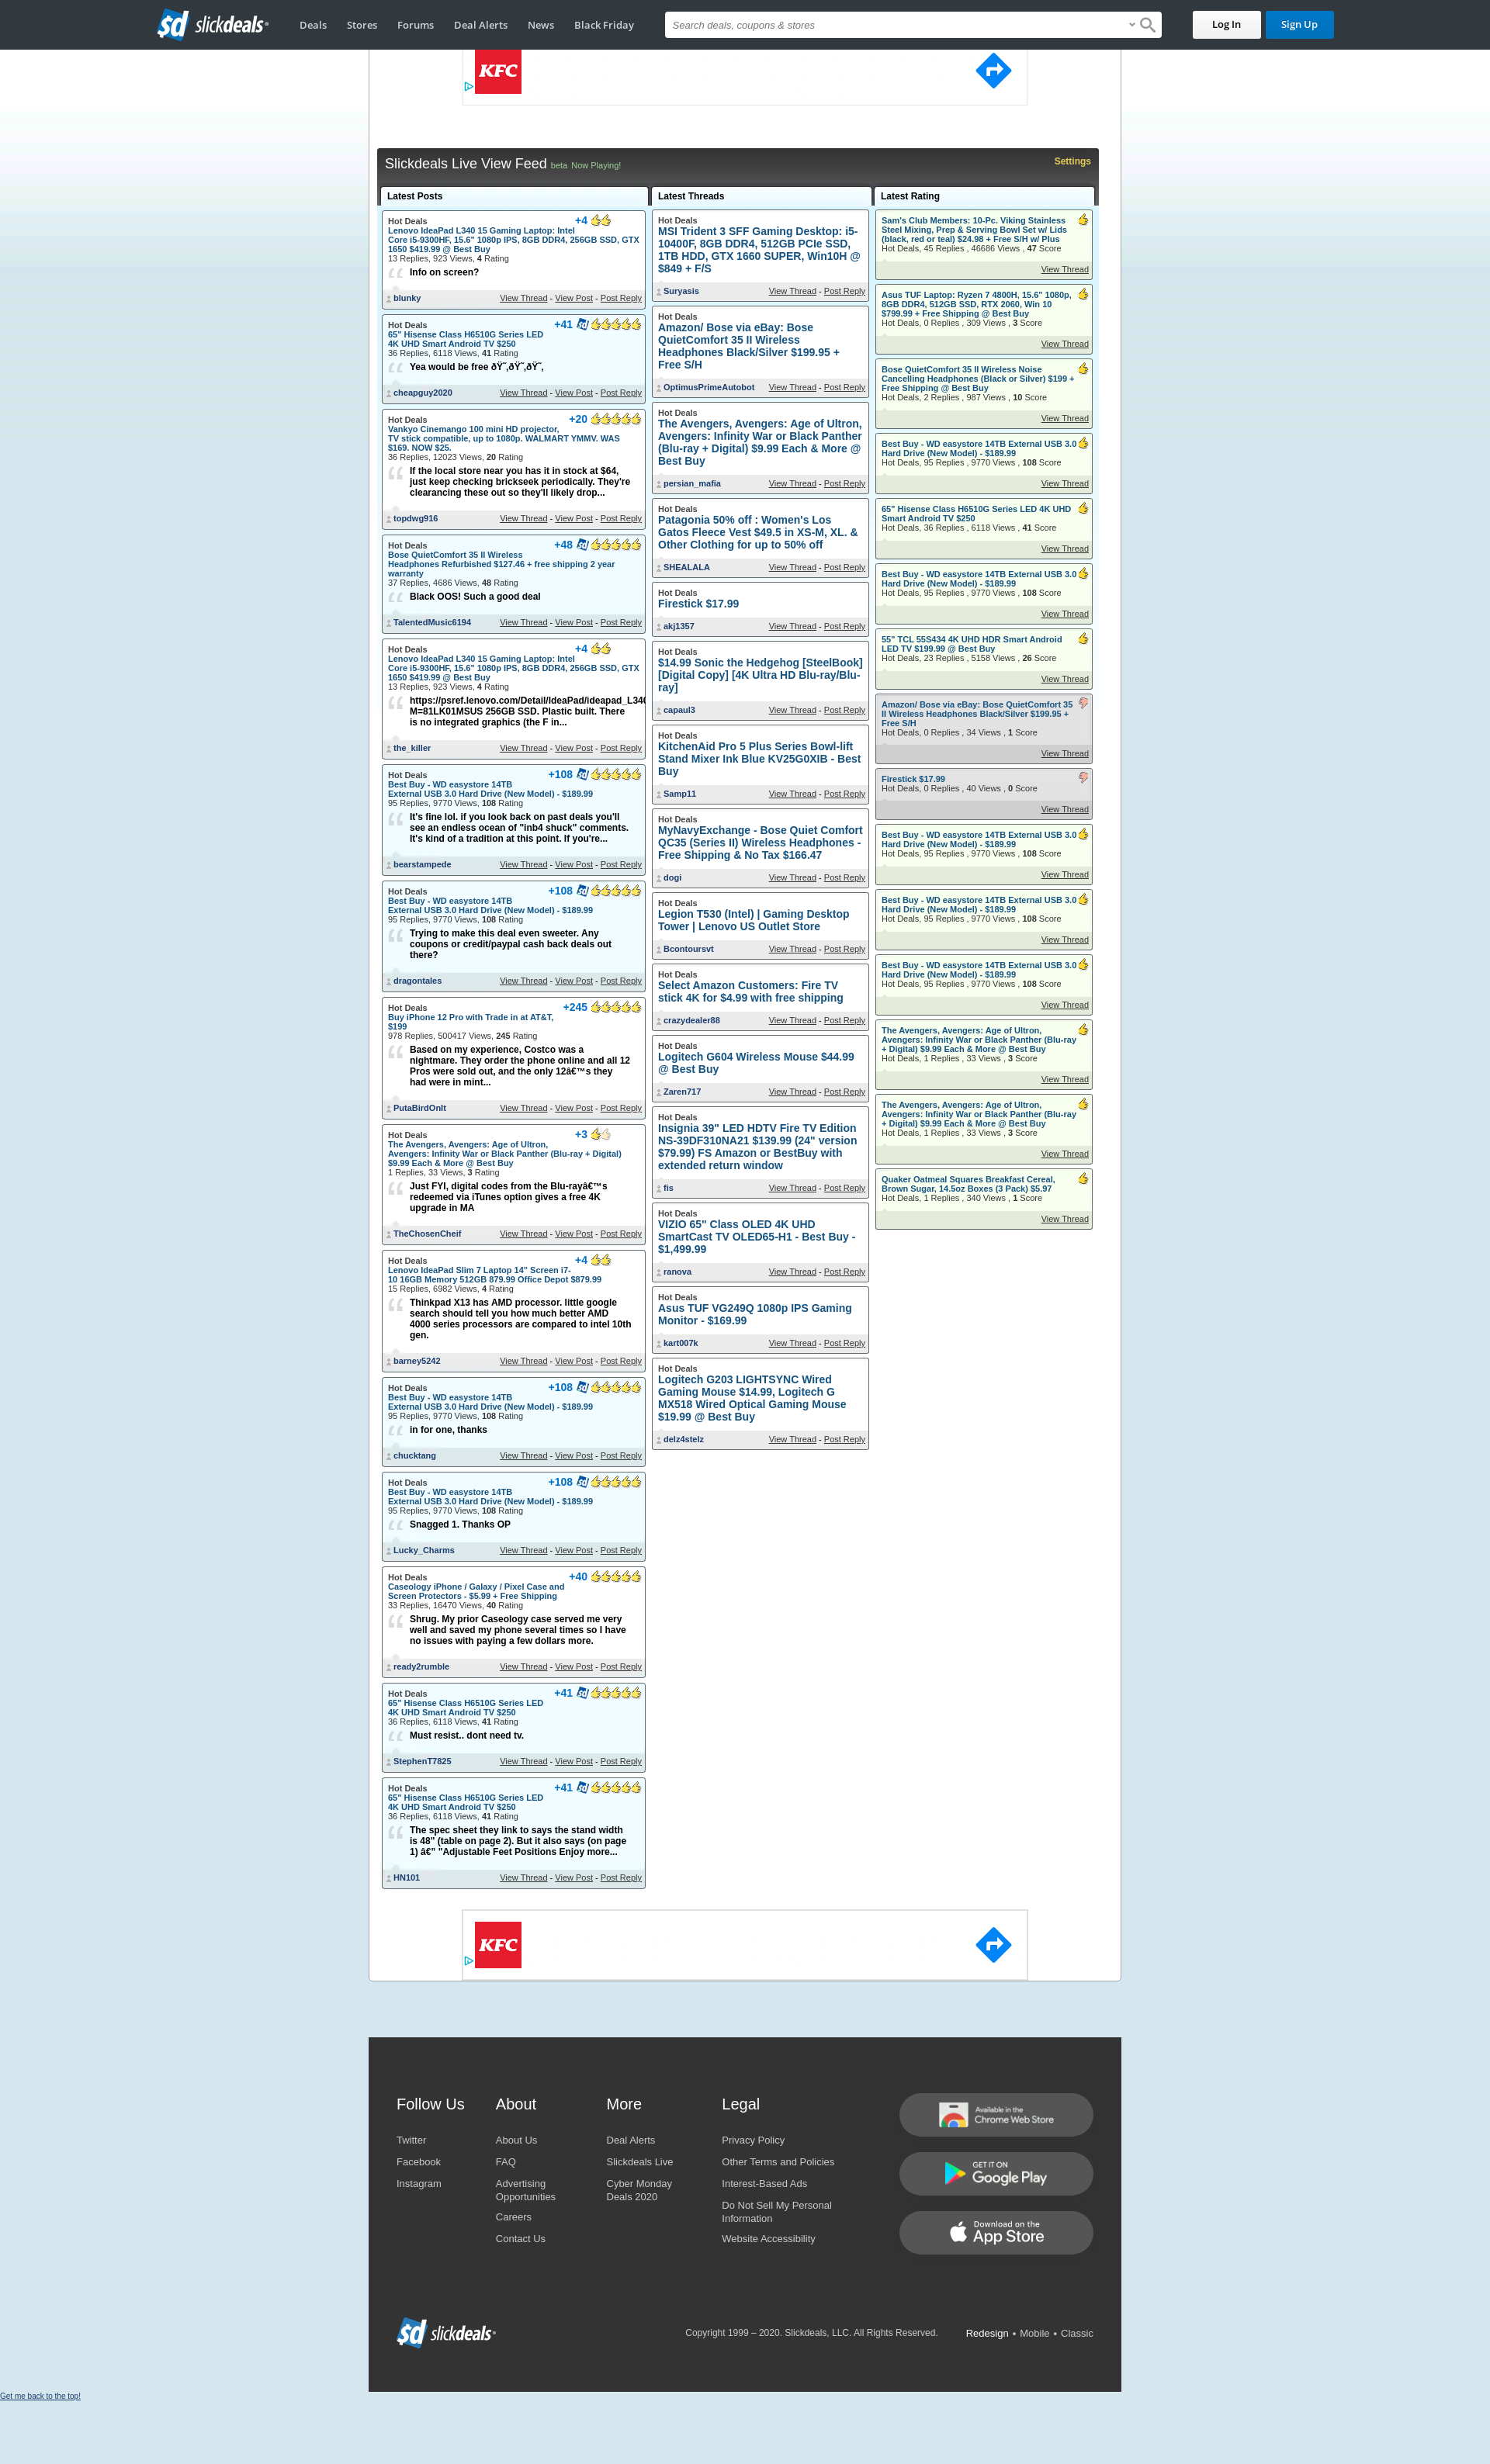 slickdeals
Deals
Stores
Forums
Deal Alerts
News
Black Friday
Search deals, coupons & stores
Log In
Sign Up
KFC
Slickdeals Live View Feed beta Now Playing!
Settings
Latest Posts
Hot Deals
+4
Lenovo IdeaPad L340 15 Gaming Laptop: Intel
Core i5-9300HF, 15.6" 1080p IPS, 8GB DDR4, 256GB SSD, GTX
1650 $419.99 @ Best Buy
13 Replies, 923 Views, 4 Rating
Info on screen?
blunky
View Thread - View Post - Post Reply
Hot Deals
+41
65" Hisense Class H6510G Series LED
4K UHD Smart Android TV $250
36 Replies, 6118 Views, 41 Rating
Yea would be free ðŸ˜‚ðŸ˜‚ðŸ˜‚
cheapguy2020
View Thread - View Post - Post Reply
Hot Deals
+20
Vankyo Cinemango 100 mini HD projector,
TV stick compatible, up to 1080p. WALMART YMMV. WAS
$169. NOW $25.
36 Replies, 12023 Views, 20 Rating
If the local store near you has it in stock at $64,
just keep checking brickseek periodically. They're
clearancing these out so they'll likely drop...
topdwg916
View Thread - View Post - Post Reply
Hot Deals
+48
Bose QuietComfort 35 II Wireless
Headphones Refurbished $127.46 + free shipping 2 year
warranty
37 Replies, 4686 Views, 48 Rating
Black OOS! Such a good deal
TalentedMusic6194
View Thread - View Post - Post Reply
Hot Deals
+4
Lenovo IdeaPad L340 15 Gaming Laptop: Intel
Core i5-9300HF, 15.6" 1080p IPS, 8GB DDR4, 256GB SSD, GTX
1650 $419.99 @ Best Buy
13 Replies, 923 Views, 4 Rating
https://psref.lenovo.com/Detail/IdeaPad/ideapad_L340
M=81LK01MSUS 256GB SSD. Plastic built. There
is no integrated graphics (the F in...
the_killer
View Thread - View Post - Post Reply
Hot Deals
+108
Best Buy - WD easystore 14TB
External USB 3.0 Hard Drive (New Model) - $189.99
95 Replies, 9770 Views, 108 Rating
It's fine lol. if you look back on past deals you'll
see an endless ocean of "inb4 shuck" comments.
It's kind of a tradition at this point. If you're...
bearstampede
View Thread - View Post - Post Reply
Hot Deals
+108
Best Buy - WD easystore 14TB
External USB 3.0 Hard Drive (New Model) - $189.99
95 Replies, 9770 Views, 108 Rating
Trying to make this deal even sweeter. Any
coupons or credit/paypal cash back deals out
there?
dragontales
View Thread - View Post - Post Reply
Hot Deals
+245
Buy iPhone 12 Pro with Trade in at AT&T,
$199
978 Replies, 500417 Views, 245 Rating
Based on my experience, Costco was a
nightmare. They order the phone online and all 12
Pros were sold out, and the only 12â€™s they
had were in mint...
PutaBirdOnIt
View Thread - View Post - Post Reply
Hot Deals
+3
The Avengers, Avengers: Age of Ultron,
Avengers: Infinity War or Black Panther (Blu-ray + Digital)
$9.99 Each & More @ Best Buy
1 Replies, 33 Views, 3 Rating
Just FYI, digital codes from the Blu-rayâ€™s
redeemed via iTunes option gives a free 4K
upgrade in MA
TheChosenCheif
View Thread - View Post - Post Reply
Hot Deals
+4
Lenovo IdeaPad Slim 7 Laptop 14" Screen i7-
10 16GB Memory 512GB 879.99 Office Depot $879.99
15 Replies, 6982 Views, 4 Rating
Thinkpad X13 has AMD processor. little google
search should tell you how much better AMD
4000 series processors are compared to intel 10th
gen.
barney5242
View Thread - View Post - Post Reply
Hot Deals
+108
Best Buy - WD easystore 14TB
External USB 3.0 Hard Drive (New Model) - $189.99
95 Replies, 9770 Views, 108 Rating
in for one, thanks
chucktang
View Thread - View Post - Post Reply
Hot Deals
+108
Best Buy - WD easystore 14TB
External USB 3.0 Hard Drive (New Model) - $189.99
95 Replies, 9770 Views, 108 Rating
Snagged 1. Thanks OP
Lucky_Charms
View Thread - View Post - Post Reply
Hot Deals
+40
Caseology iPhone / Galaxy / Pixel Case and
Screen Protectors - $5.99 + Free Shipping
33 Replies, 16470 Views, 40 Rating
Shrug. My prior Caseology case served me very
well and saved my phone several times so I have
no issues with paying a few dollars more.
ready2rumble
View Thread - View Post - Post Reply
Hot Deals
+41
65" Hisense Class H6510G Series LED
4K UHD Smart Android TV $250
36 Replies, 6118 Views, 41 Rating
Must resist.. dont need tv.
StephenT7825
View Thread - View Post - Post Reply
Hot Deals
+41
65" Hisense Class H6510G Series LED
4K UHD Smart Android TV $250
36 Replies, 6118 Views, 41 Rating
The spec sheet they link to says the stand width
is 48" (table on page 2). But it also says (on page
1) â€" "Adjustable Feet Positions Enjoy more...
HN101
View Thread - View Post - Post Reply
Latest Threads
Hot Deals
MSI Trident 3 SFF Gaming Desktop: i5-
10400F, 8GB DDR4, 512GB PCIe SSD,
1TB HDD, GTX 1660 SUPER, Win10H @
$849 + F/S
Suryasis
View Thread - Post Reply
Hot Deals
Amazon/ Bose via eBay: Bose
QuietComfort 35 II Wireless
Headphones Black/Silver $199.95 +
Free S/H
OptimusPrimeAutobot
View Thread - Post Reply
Hot Deals
The Avengers, Avengers: Age of Ultron,
Avengers: Infinity War or Black Panther
(Blu-ray + Digital) $9.99 Each & More @
Best Buy
persian_mafia
View Thread - Post Reply
Hot Deals
Patagonia 50% off : Women's Los
Gatos Fleece Vest $49.5 in XS-M, XL. &
Other Clothing for up to 50% off
SHEALALA
View Thread - Post Reply
Hot Deals
Firestick $17.99
akj1357
View Thread - Post Reply
Hot Deals
$14.99 Sonic the Hedgehog [SteelBook]
[Digital Copy] [4K Ultra HD Blu-ray/Blu-
ray]
capaul3
View Thread - Post Reply
Hot Deals
KitchenAid Pro 5 Plus Series Bowl-lift
Stand Mixer Ink Blue KV25G0XIB - Best
Buy
Samp11
View Thread - Post Reply
Hot Deals
MyNavyExchange - Bose Quiet Comfort
QC35 (Series II) Wireless Headphones -
Free Shipping & No Tax $166.47
dogi
View Thread - Post Reply
Hot Deals
Legion T530 (Intel) | Gaming Desktop
Tower | Lenovo US Outlet Store
Bcontoursvt
View Thread - Post Reply
Hot Deals
Select Amazon Customers: Fire TV
stick 4K for $4.99 with free shipping
crazydealer88
View Thread - Post Reply
Hot Deals
Logitech G604 Wireless Mouse $44.99
@ Best Buy
Zaren717
View Thread - Post Reply
Hot Deals
Insignia 39" LED HDTV Fire TV Edition
NS-39DF310NA21 $139.99 (24" version
$79.99) FS Amazon or BestBuy with
extended return window
fis
View Thread - Post Reply
Hot Deals
VIZIO 65" Class OLED 4K UHD
SmartCast TV OLED65-H1 - Best Buy -
$1,499.99
ranova
View Thread - Post Reply
Hot Deals
Asus TUF VG249Q 1080p IPS Gaming
Monitor - $169.99
kart007k
View Thread - Post Reply
Hot Deals
Logitech G203 LIGHTSYNC Wired
Gaming Mouse $14.99, Logitech G
MX518 Wired Optical Gaming Mouse
$19.99 @ Best Buy
delz4stelz
View Thread - Post Reply
Latest Rating
Sam's Club Members: 10-Pc. Viking Stainless
Steel Mixing, Prep & Serving Bowl Set w/ Lids
(black, red or teal) $24.98 + Free S/H w/ Plus
Hot Deals, 45 Replies , 46686 Views , 47 Score
View Thread
Asus TUF Laptop: Ryzen 7 4800H, 15.6" 1080p,
8GB DDR4, 512GB SSD, RTX 2060, Win 10
$799.99 + Free Shipping @ Best Buy
Hot Deals, 0 Replies , 309 Views , 3 Score
View Thread
Bose QuietComfort 35 II Wireless Noise
Cancelling Headphones (Black or Silver) $199 +
Free Shipping @ Best Buy
Hot Deals, 2 Replies , 987 Views , 10 Score
View Thread
Best Buy - WD easystore 14TB External USB 3.0
Hard Drive (New Model) - $189.99
Hot Deals, 95 Replies , 9770 Views , 108 Score
View Thread
65" Hisense Class H6510G Series LED 4K UHD
Smart Android TV $250
Hot Deals, 36 Replies , 6118 Views , 41 Score
View Thread
Best Buy - WD easystore 14TB External USB 3.0
Hard Drive (New Model) - $189.99
Hot Deals, 95 Replies , 9770 Views , 108 Score
View Thread
55" TCL 55S434 4K UHD HDR Smart Android
LED TV $199.99 @ Best Buy
Hot Deals, 23 Replies , 5158 Views , 26 Score
View Thread
Amazon/ Bose via eBay: Bose QuietComfort 35
II Wireless Headphones Black/Silver $199.95 +
Free S/H
Hot Deals, 0 Replies , 34 Views , 1 Score
View Thread
Firestick $17.99
Hot Deals, 0 Replies , 40 Views , 0 Score
View Thread
Best Buy - WD easystore 14TB External USB 3.0
Hard Drive (New Model) - $189.99
Hot Deals, 95 Replies , 9770 Views , 108 Score
View Thread
Best Buy - WD easystore 14TB External USB 3.0
Hard Drive (New Model) - $189.99
Hot Deals, 95 Replies , 9770 Views , 108 Score
View Thread
Best Buy - WD easystore 14TB External USB 3.0
Hard Drive (New Model) - $189.99
Hot Deals, 95 Replies , 9770 Views , 108 Score
View Thread
The Avengers, Avengers: Age of Ultron,
Avengers: Infinity War or Black Panther (Blu-ray
+ Digital) $9.99 Each & More @ Best Buy
Hot Deals, 1 Replies , 33 Views , 3 Score
View Thread
The Avengers, Avengers: Age of Ultron,
Avengers: Infinity War or Black Panther (Blu-ray
+ Digital) $9.99 Each & More @ Best Buy
Hot Deals, 1 Replies , 33 Views , 3 Score
View Thread
Quaker Oatmeal Squares Breakfast Cereal,
Brown Sugar, 14.5oz Boxes (3 Pack) $5.97
Hot Deals, 1 Replies , 340 Views , 1 Score
View Thread
KFC
Follow Us
Twitter
Facebook
Instagram
About
About Us
FAQ
Advertising
Opportunities
Careers
Contact Us
More
Deal Alerts
Slickdeals Live
Cyber Monday
Deals 2020
Legal
Privacy Policy
Other Terms and Policies
Interest-Based Ads
Do Not Sell My Personal
Information
Website Accessibility
Available in the
Chrome Web Store
GET IT ON
Google Play
Download on the
App Store
slickdeals
Copyright 1999 – 2020. Slickdeals, LLC. All Rights Reserved.
Redesign • Mobile • Classic
Get me back to the top!